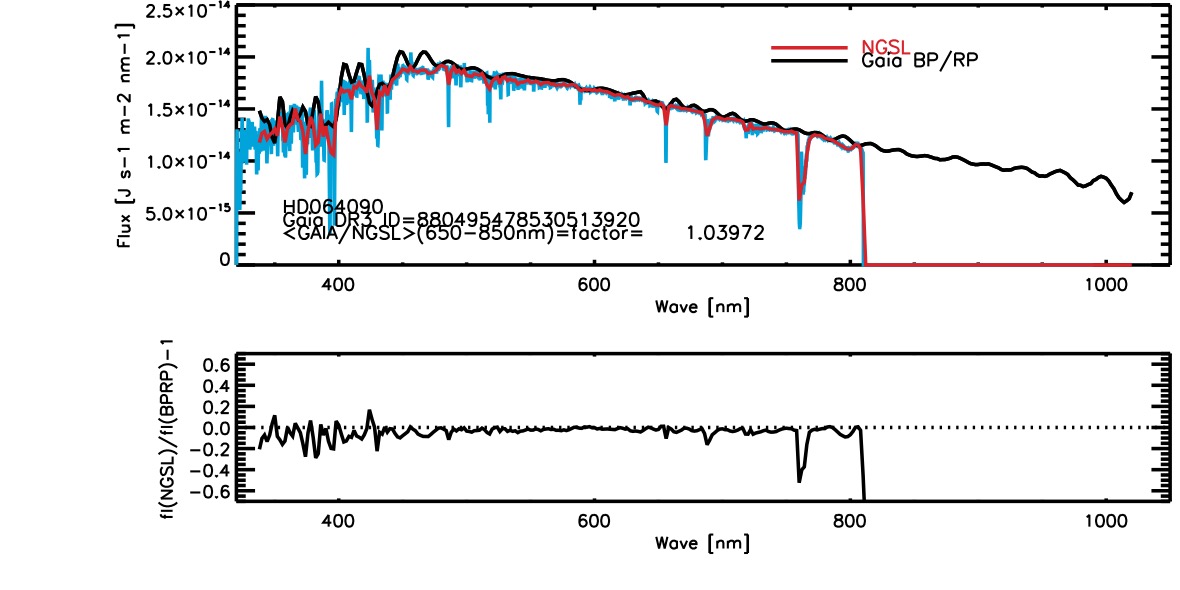 2.5×10−14
2.0×10−14
1.5×10−14
1.0×10−14
5.0×10−15
0
Flux [J s-1 m-2 nm-1]
NGSL
Gaia BP/RP
HD064090
Gaia DR3 ID=880495478530513920
<GAIA/NGSL>(650-850nm)=factor= 1.03972
400 600 800 1000
Wave [nm]
0.6
0.4
0.2
0.0
−0.2
−0.4
−0.6
fl(NGSL)/fl(BPRP)-1
400 600 800 1000
Wave [nm]